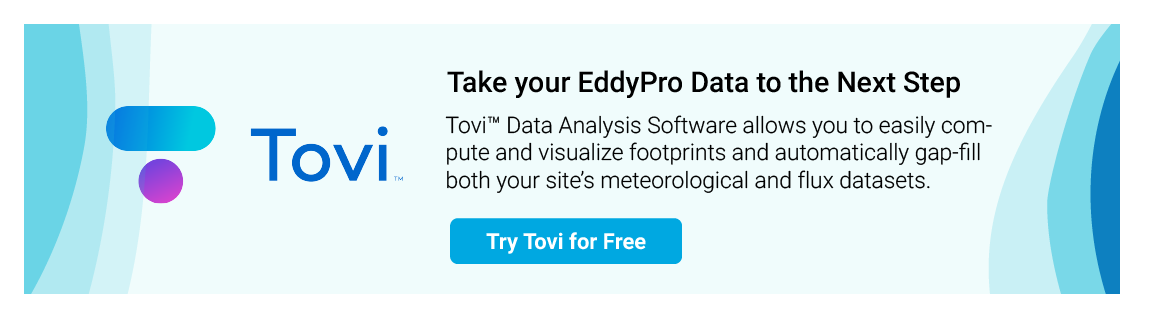 Tovi™
Take your EddyPro Data to the Next Step
Tovi™ Data Analysis Software allows you to easily com-
pute and visualize footprints and automatically gap-fill
both your site's meteorological and flux datasets.
Try Tovi for Free